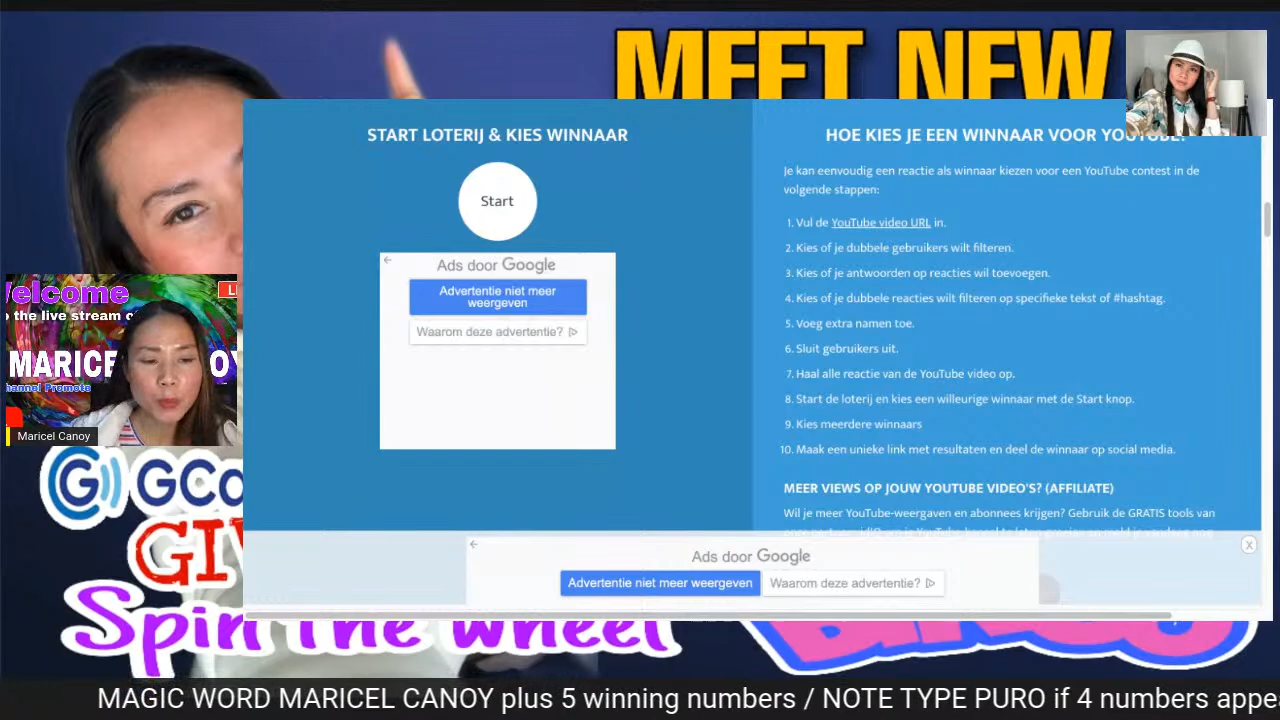 MEET NEW
START LOTERIJ & KIES WINNAAR
Start
Ads door Google
Advertentie niet meer
weergeven
Waarom deze advertentie?
HOE KIES JE EEN WINNAAR VOOR YOUTUBE?
Je kan eenvoudig een reactie als winnaar kiezen voor een YouTube contest in de
volgende stappen:
1. Vul de YouTube video URL in.
2. Kies of je dubbele gebruikers wilt filteren.
3. Kies of je antwoorden op reacties wil toevoegen.
4. Kies of je dubbele reacties wilt filteren op specifieke tekst of #hashtag.
5. Voeg extra namen toe.
6. Sluit gebruikers uit.
7. Haal alle reactie van de YouTube video op.
8. Start de loterij en kies een willeurige winnaar met de Start knop.
9. Kies meerdere winnaars
10. Maak een unieke link met resultaten en deel de winnaar op social media.
MEER VIEWS OP JOUW YOUTUBE VIDEO'S? (AFFILIATE)
Wil je meer YouTube-weergaven en abonnees krijgen? Gebruik de GRATIS tools van
Ads door Google
Advertentie niet meer weergeven
Waarom deze advertentie?
X
Welcome
o the live stream o
MARICE
OY
hannel Promote
Maricel Canoy
GCa
GI
Spin the wheel
BINGO
MAGIC WORD MARICEL CANOY plus 5 winning numbers / NOTE TYPE PURO if 4 numbers appe